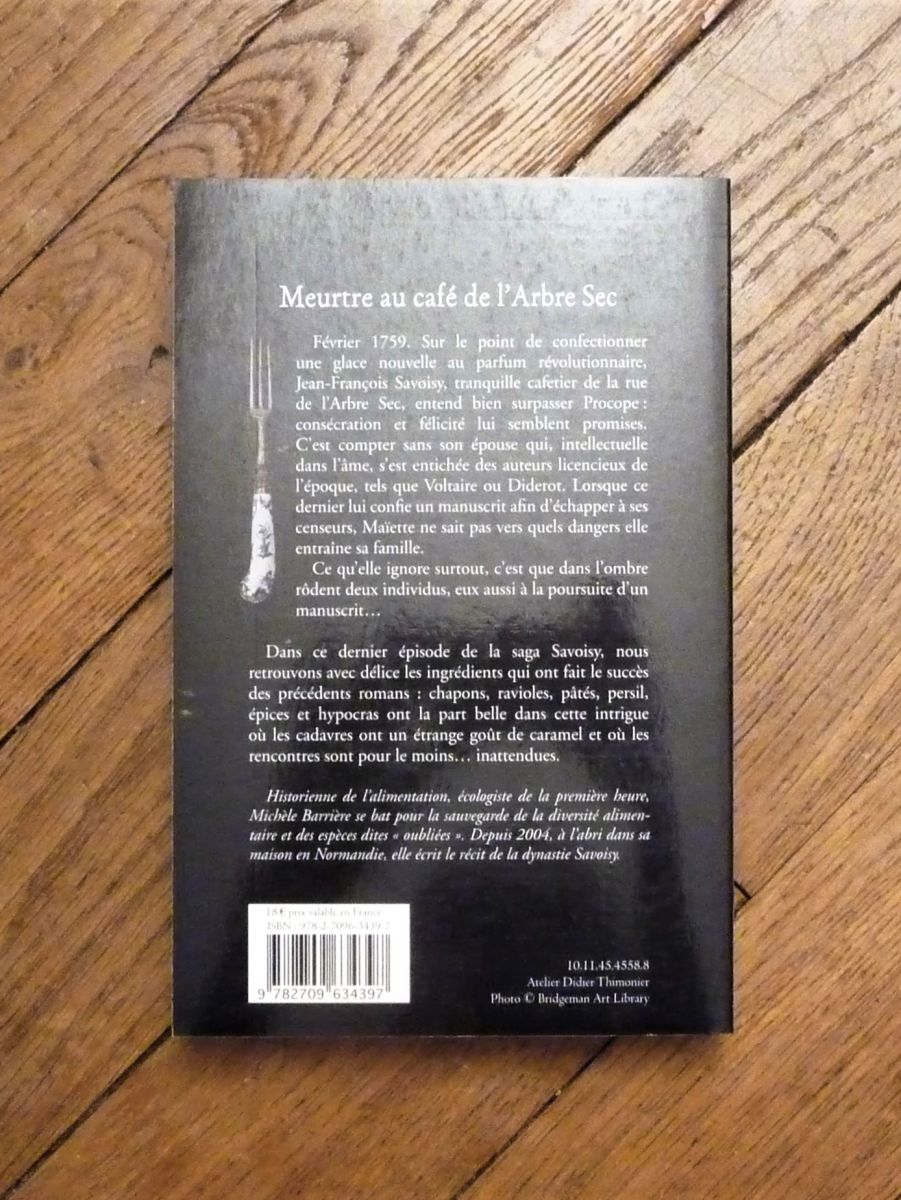 Meurtre au café de l'Arbre Sec
Février 1759. Sur le point de confectionner
une glace nouvelle au parfum révolutionnaire,
Jean-François Savoisy, tranquille cafetier de la rue
de l'Arbre Sec, entend bien surpasser Procope :
consécration et félicité lui semblent promises.
C'est compter sans son épouse qui, intellectuelle
dans l'âme, s'est entichée des auteurs licencieux de
l'époque, tels que Voltaire ou Diderot. Lorsque ce
dernier lui confie un manuscrit afin d'échapper à ses
censeurs, Maïette ne sait pas vers quels dangers elle
entraîne sa famille.
Ce qu'elle ignore surtout, c'est que dans l'ombre
rôdent deux individus, eux aussi à la poursuite d'un
manuscrit…
Dans ce dernier épisode de la saga Savoisy, nous
retrouvons avec délice les ingrédients qui ont fait le succès
des précédents romans : chapons, ravioles, pâtés, persil,
épices et hypocras ont la part belle dans cette intrigue
où les cadavres ont un étrange goût de caramel et où les
rencontres sont pour le moins… inattendues.
Historienne de l'alimentation, écologiste de la première heure,
Michèle Barrière se bat pour la sauvegarde de la diversité alimen-
taire et des espèces dites « oubliées ». Depuis 2004, à l'abri dans sa
maison en Normandie, elle écrit le récit de la dynastie Savoisy.
18 € prix valable en France
ISBN : 978-2-7096-3439-7
9 782709 634397
10.11.45.4558.8
Atelier Didier Thimonier
Photo © Bridgeman Art Library